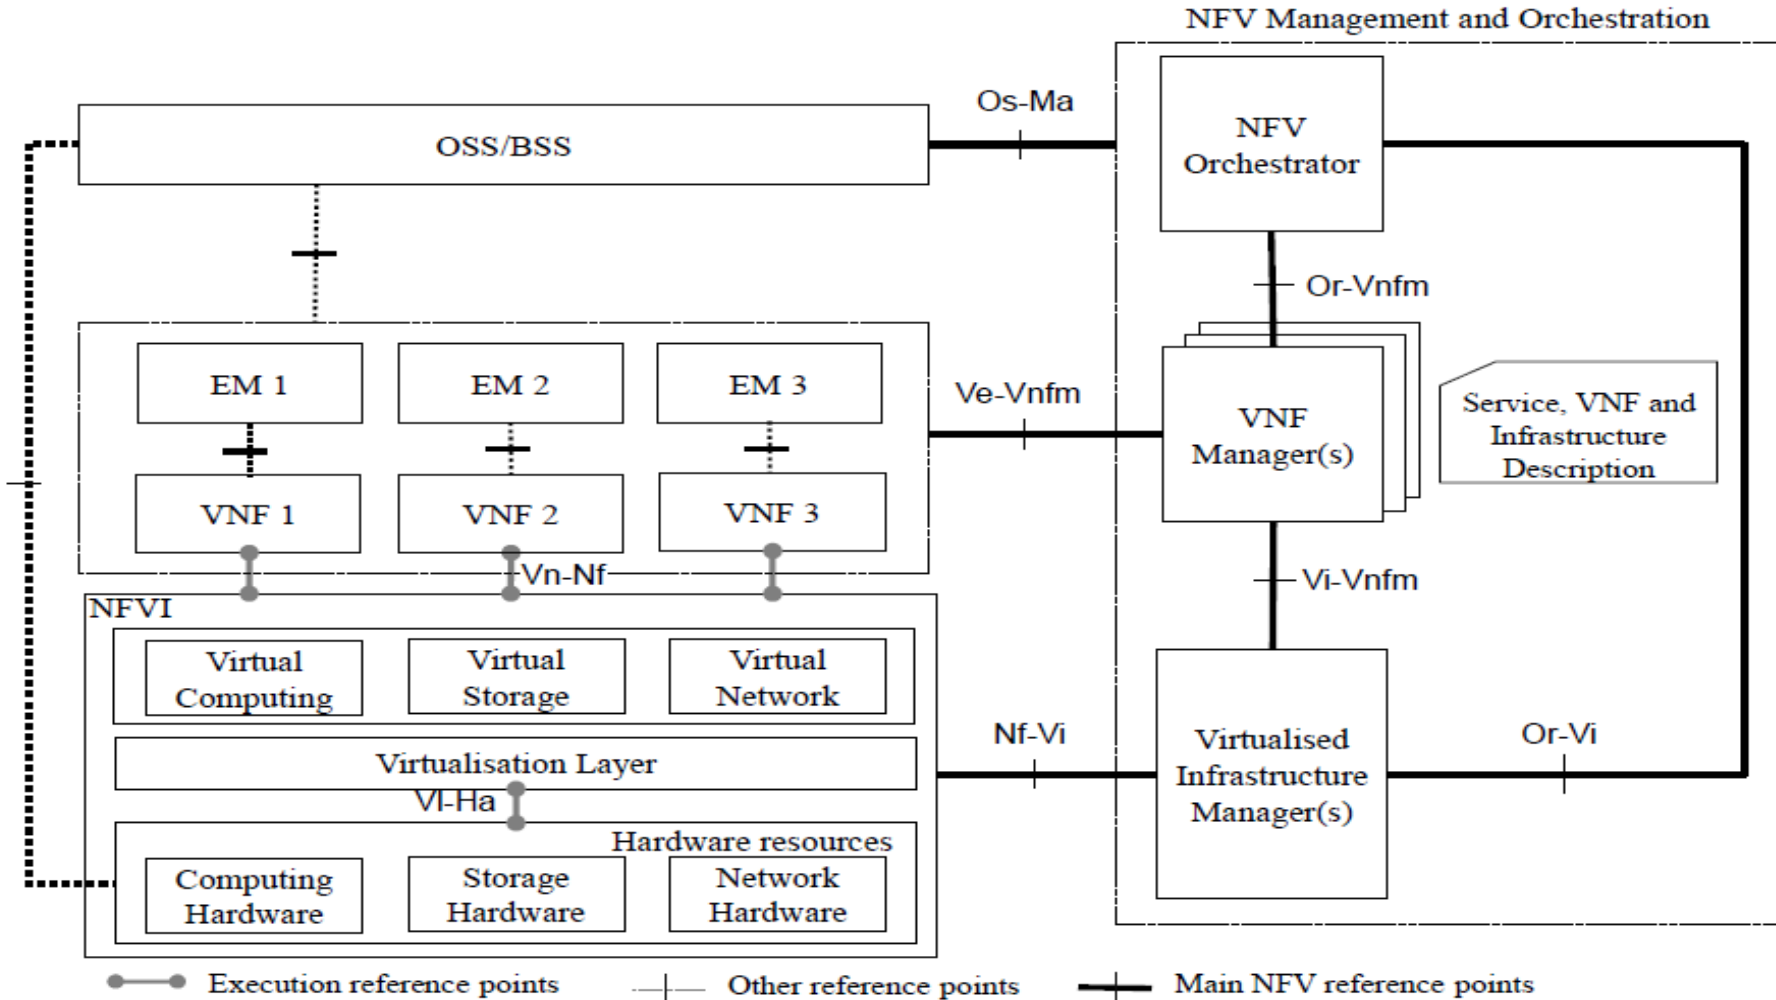 NFV Management and Orchestration
Os-Ma
OSS/BSS
NFV
Orchestrator
Or-Vnfm
EM 1
EM 2
EM 3
Ve-Vnfm
VNF
Manager(s)
Service, VNF and
Infrastructure
Description
VNF 1
VNF 2
VNF 3
Vn-Nf
Vi-Vnfm
NFVI
Virtual
Computing
Virtual
Storage
Virtual
Network
Nf-Vi
Virtualised
Infrastructure
Manager(s)
Or-Vi
Virtualisation Layer
Vl-Ha
Hardware resources
Computing
Hardware
Storage
Hardware
Network
Hardware
Execution reference points
Other reference points
Main NFV reference points